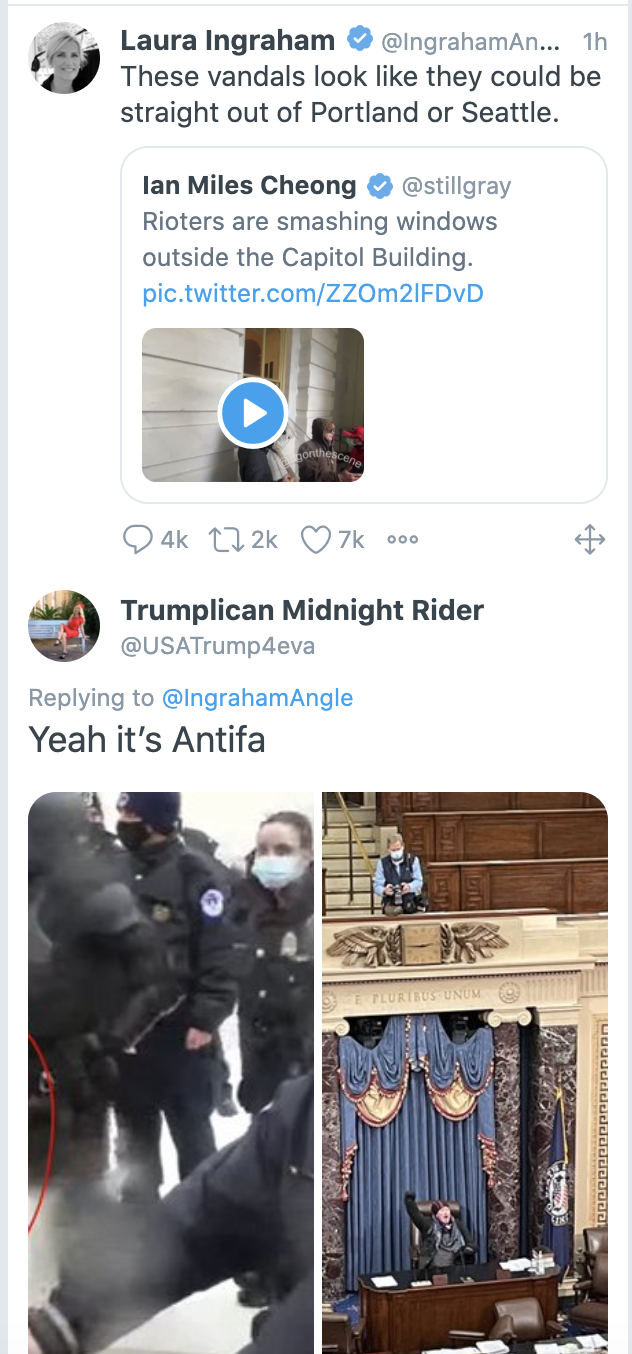 Laura Ingraham @IngrahamAn... 1h
These vandals look like they could be
straight out of Portland or Seattle.
Ian Miles Cheong @stillgray
Rioters are smashing windows
outside the Capitol Building.
pic.twitter.com/ZZOm2lFDvD
gonthescene
4k 2k 7k
Trumplican Midnight Rider
@USATrump4eva
Replying to @IngrahamAngle
Yeah it’s Antifa
E PLURIBUS UNUM